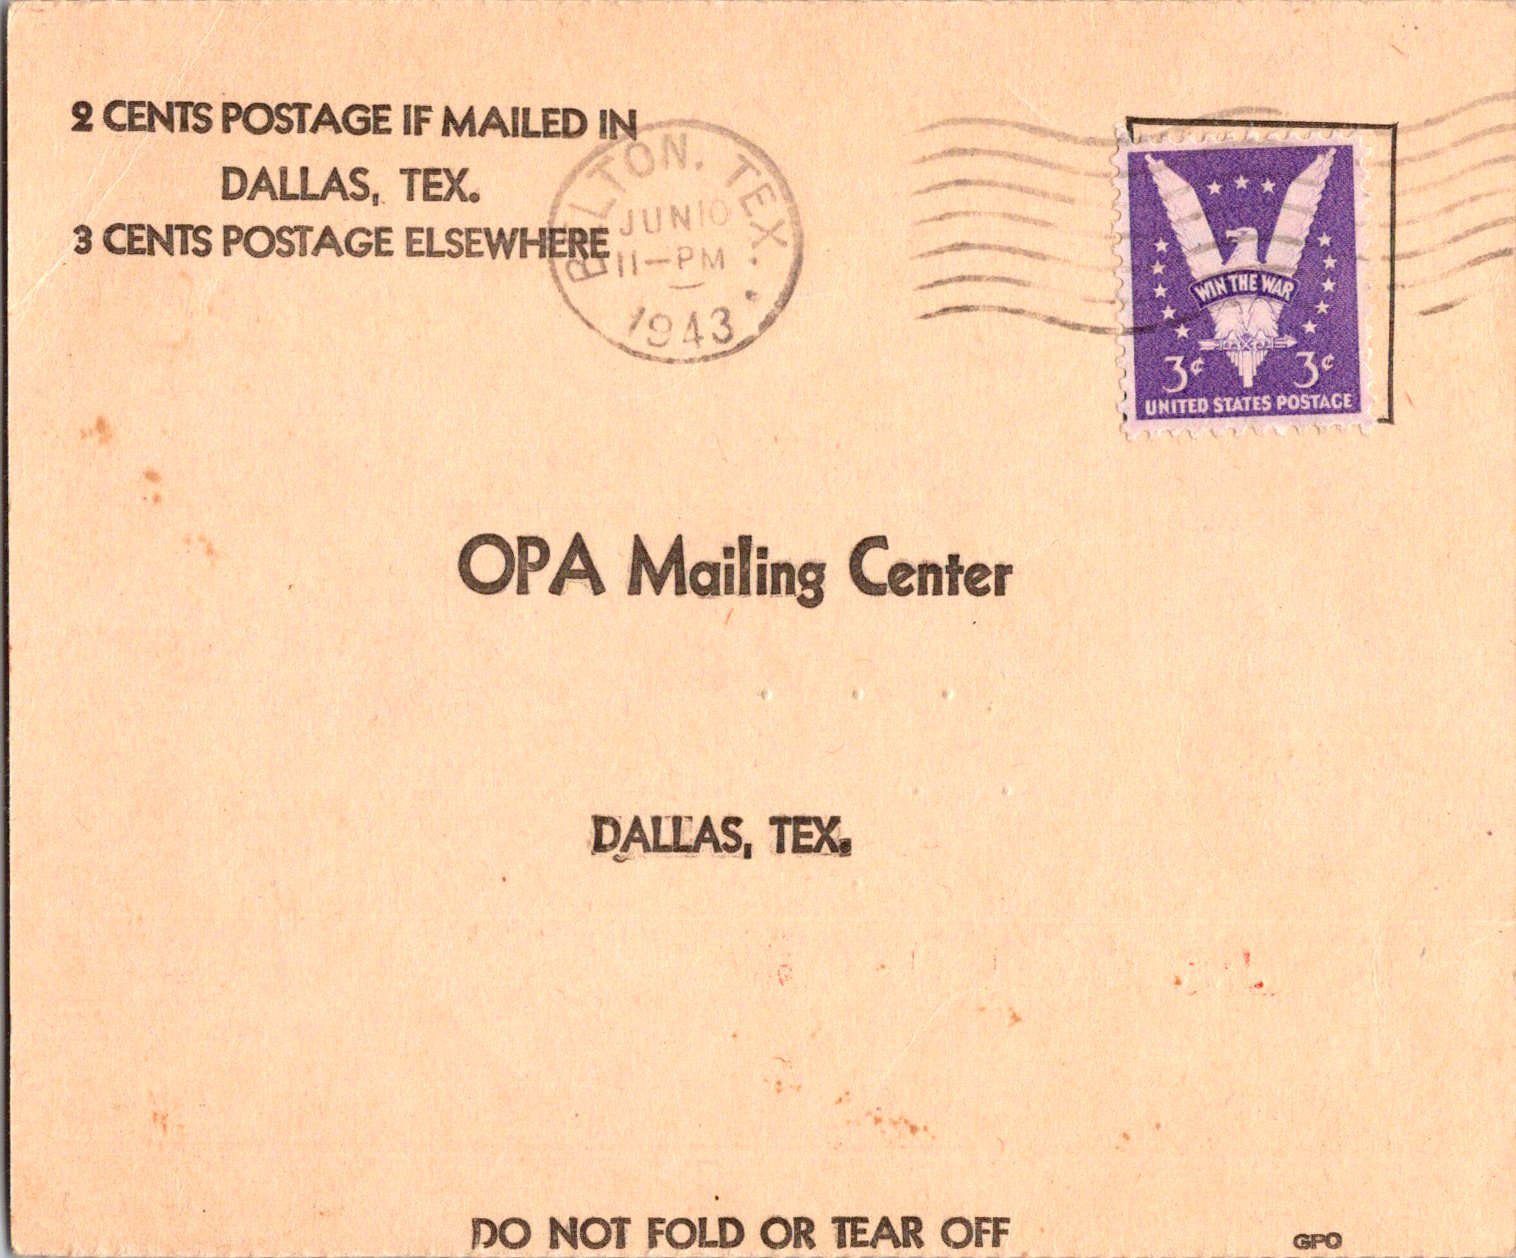 2 CENTS POSTAGE IF MAILED IN
DALLAS, TEX.
3 CENTS POSTAGE ELSEWHERE
BELTON, TEX.
JUN 10
11-PM
1943
WIN THE WAR
3¢ 3¢
UNITED STATES POSTAGE
OPA Mailing Center
DALLAS, TEX.
DO NOT FOLD OR TEAR OFF
GPO